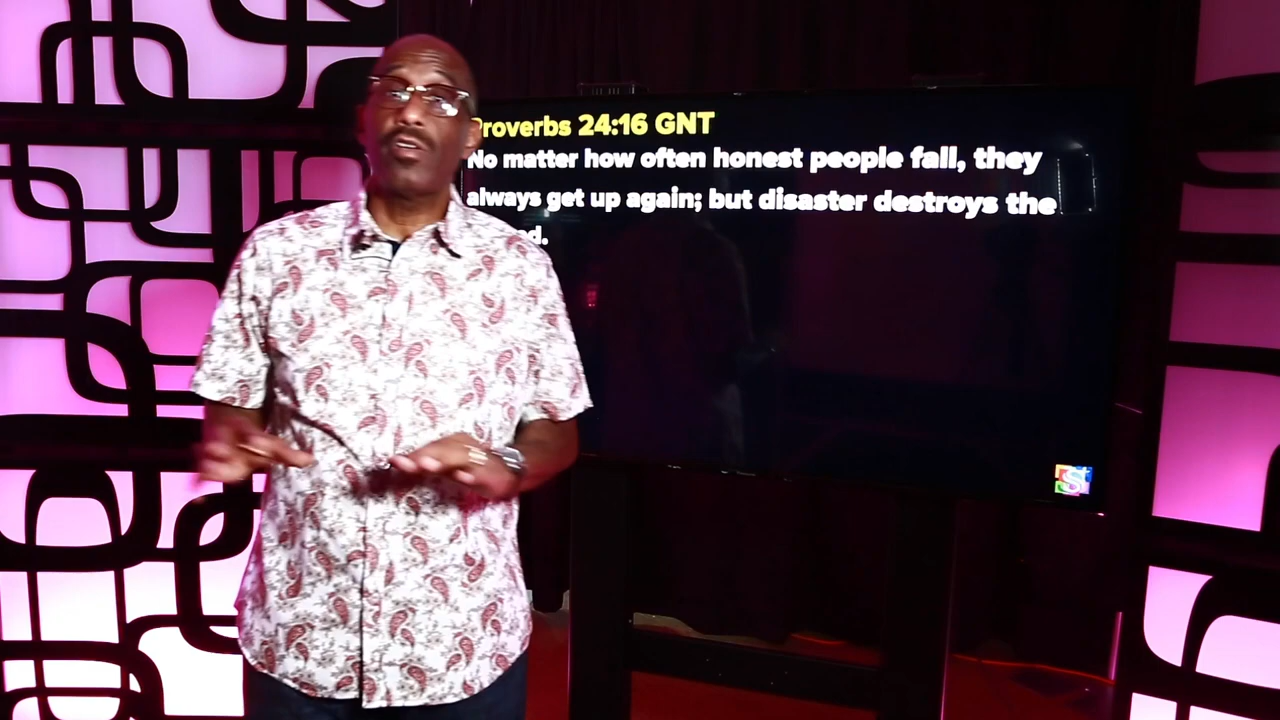 Proverbs 24:16 GNT
No matter how often honest people fall, they
always get up again; but disaster destroys the
S